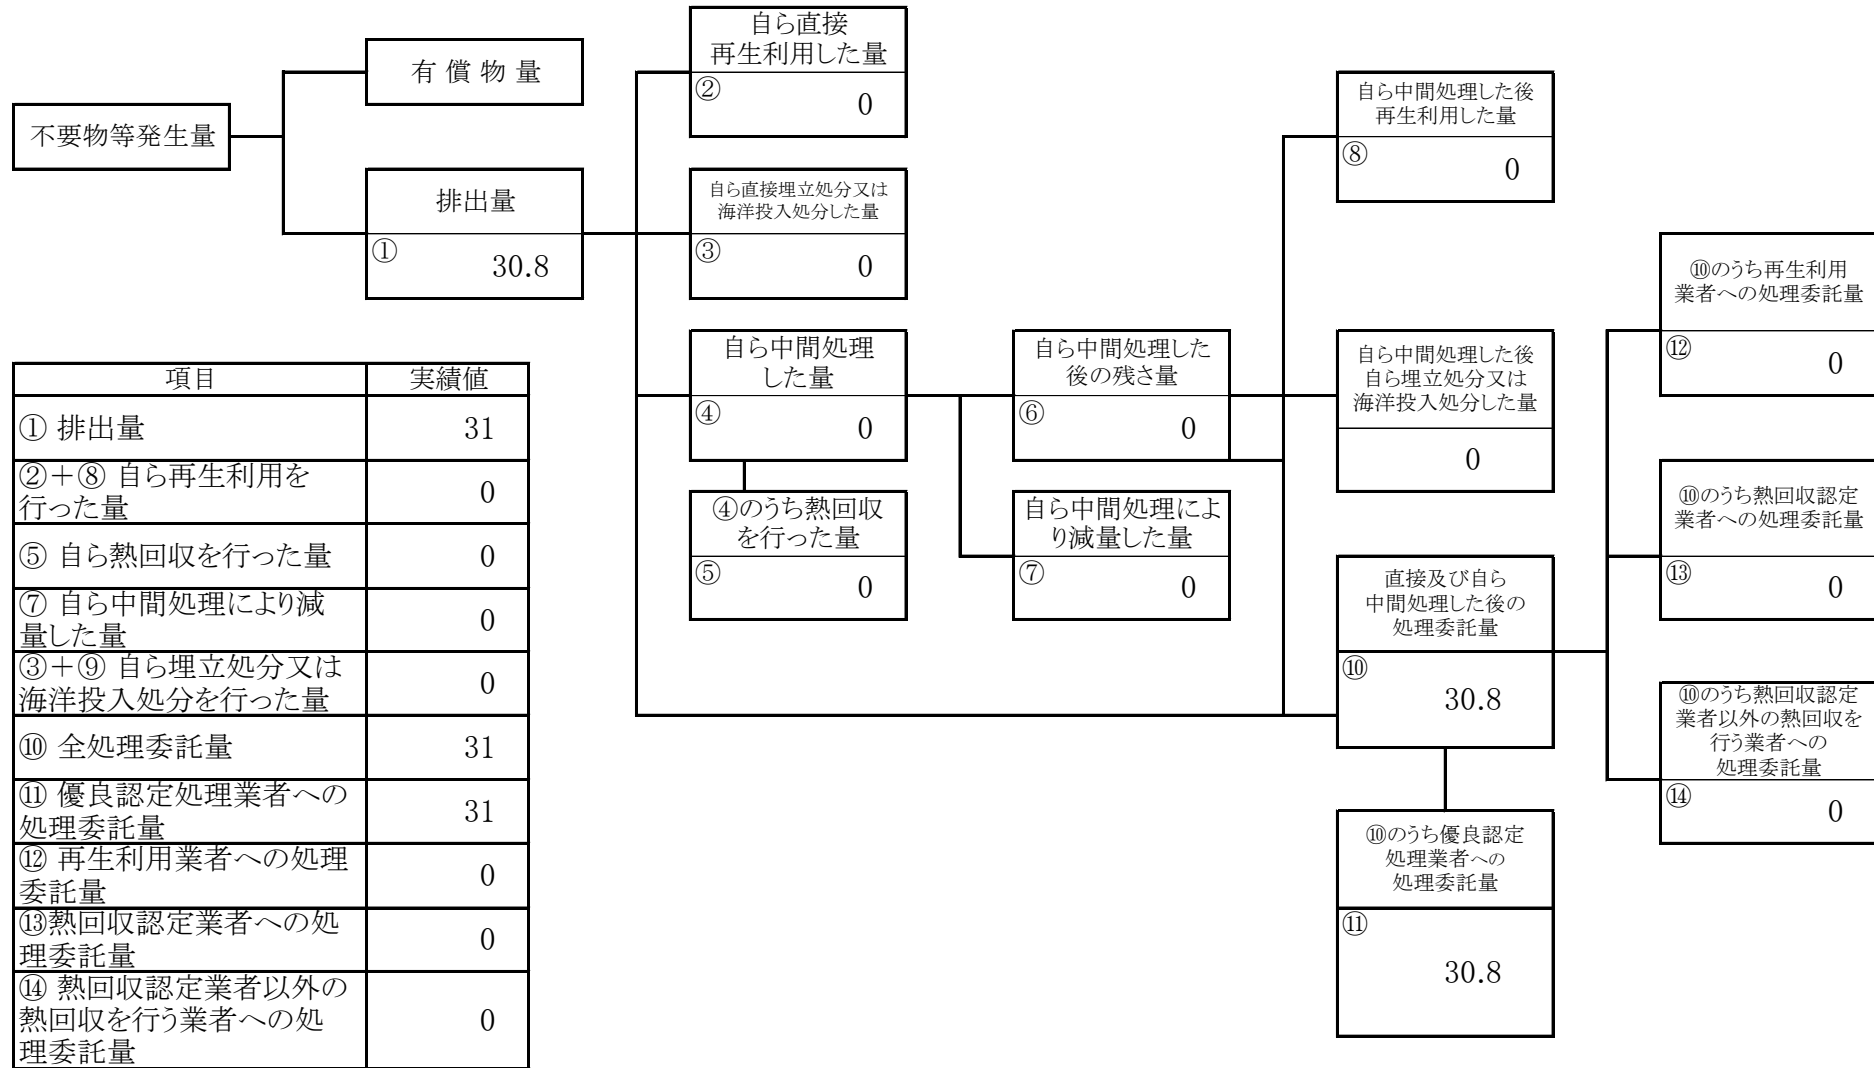 不要物等発生量
有償物量
排出量
①
30.8
自ら直接
再生利用した量
②
0
自ら直接埋立処分又は
海洋投入処分した量
③
0
自ら中間処理
した量
④
0
④のうち熱回収
を行った量
⑤
0
自ら中間処理した
後の残さ量
⑥
0
自ら中間処理によ
り減量した量
⑦
0
自ら中間処理した後
再生利用した量
⑧
0
自ら中間処理した後
自ら埋立処分又は
海洋投入処分した量
0
直接及び自ら
中間処理した後の
処理委託量
⑩
30.8
⑩のうち優良認定
処理業者への
処理委託量
⑪
30.8
⑩のうち再生利用
業者への処理委託量
⑫
0
⑩のうち熱回収認定
業者への処理委託量
⑬
0
⑩のうち熱回収認定
業者以外の熱回収を
行う業者への
処理委託量
⑭
0
項目 実績値
① 排出量 31
②＋⑧ 自ら再生利用を
行った量 0
⑤ 自ら熱回収を行った量 0
⑦ 自ら中間処理により減
量した量 0
③＋⑨ 自ら埋立処分又は
海洋投入処分を行った量 0
⑩ 全処理委託量 31
⑪ 優良認定処理業者への
処理委託量 31
⑫ 再生利用業者への処理
委託量 0
⑬熱回収認定業者への処
理委託量 0
⑭ 熱回収認定業者以外の
熱回収を行う業者への処
理委託量 0